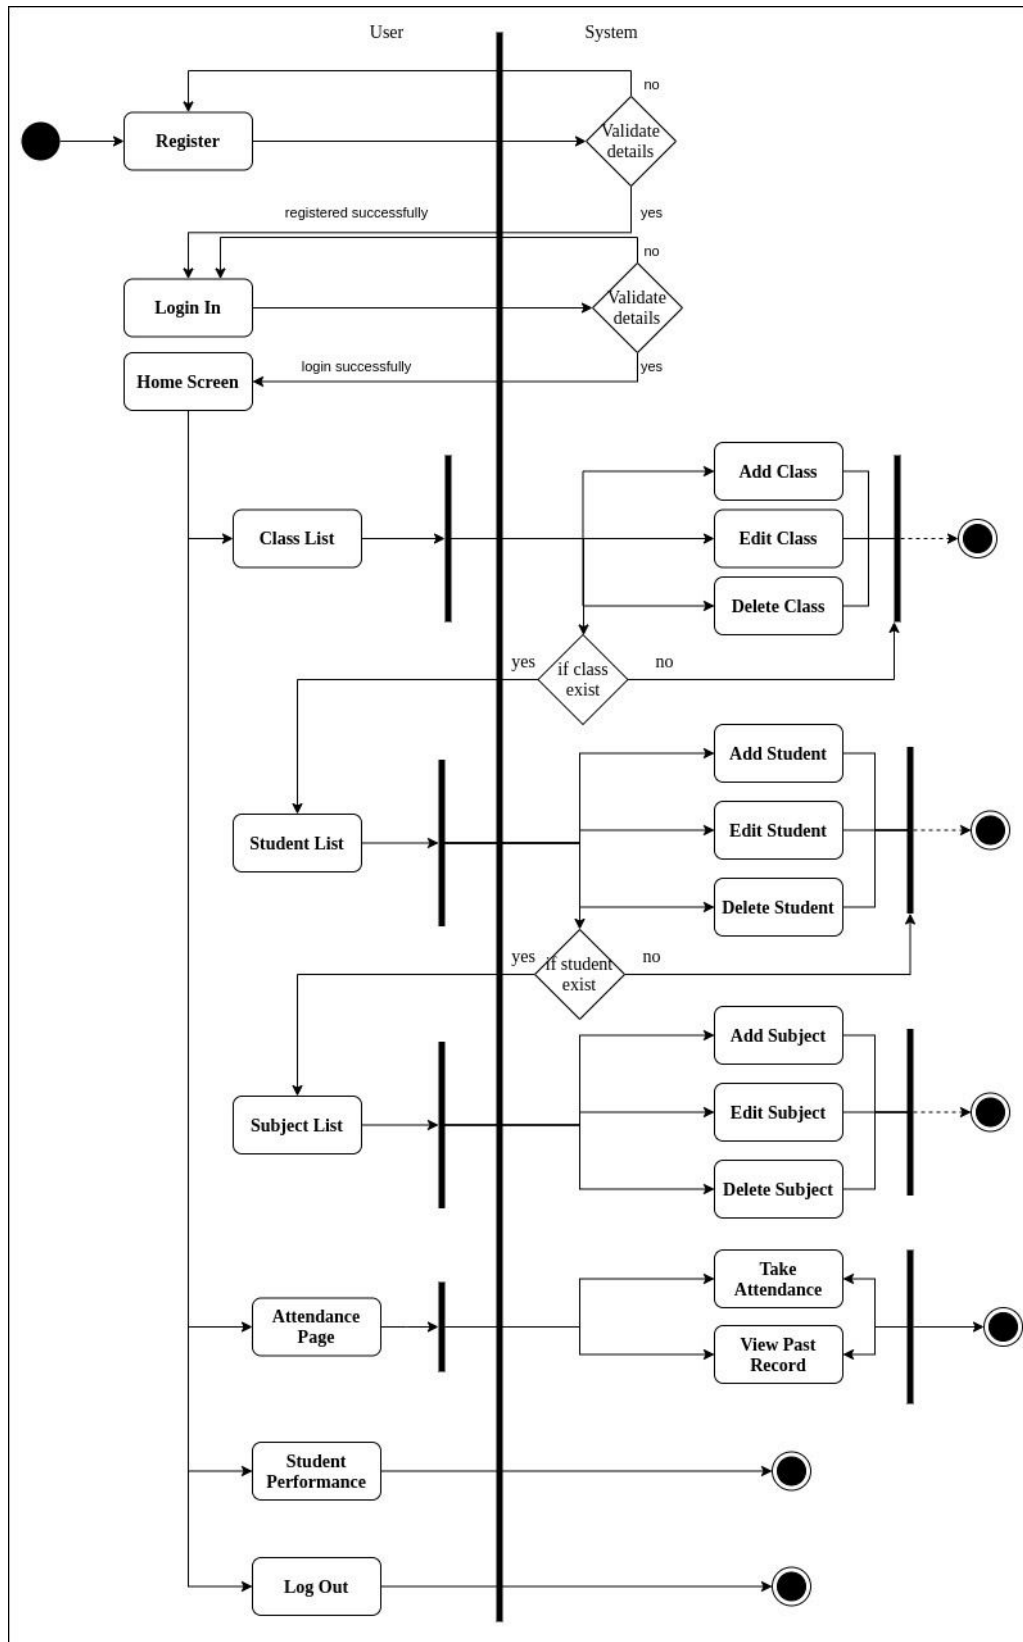 User
System
no
Register
Validate
details
registered successfully
yes
no
Login In
Validate
details
Home Screen
login successfully
yes
Add Class
Class List
Edit Class
Delete Class
yes
if class
exist
no
Add Student
Student List
Edit Student
Delete Student
yes
if student
exist
no
Add Subject
Subject List
Edit Subject
Delete Subject
Attendance
Page
Take
Attendance
View Past
Record
Student
Performance
Log Out